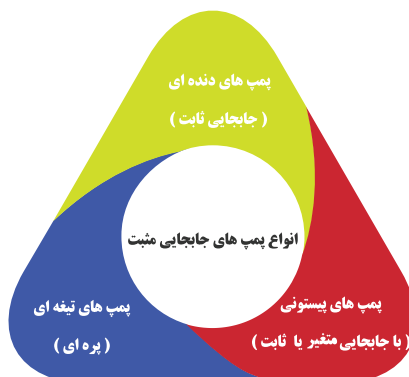 پمپ های دنده ای
( جابجایی ثابت )
انواع پمپ های جابجایی مثبت
پمپ های پیستونی
( با جابجایی متغیر یا ثابت )
پمپ های تیغه ای
( پره ای )